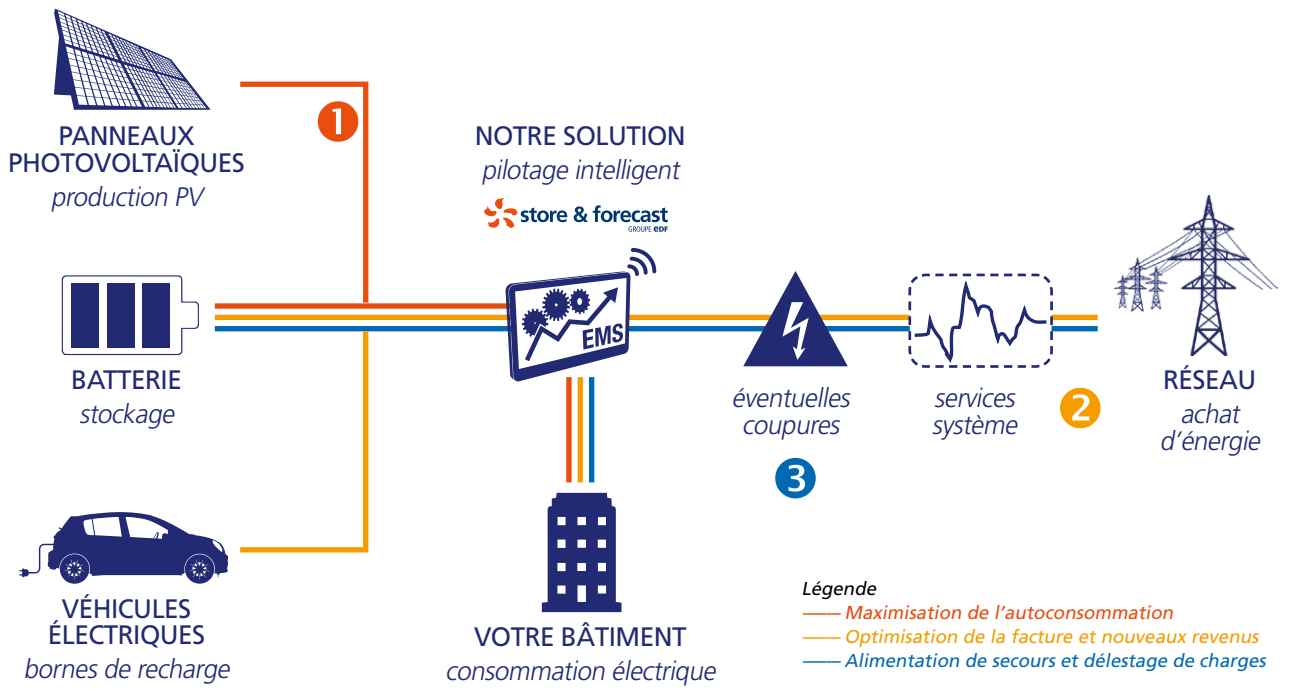 1
PANNEAUX
PHOTOVOLTAÏQUES
production PV
NOTRE SOLUTION
pilotage intelligent
store & forecast
GROUPE eDF
EMS
BATTERIE
stockage
éventuelles
coupures
3
services
système
2
RÉSEAU
achat
d’énergie
VÉHICULES
ÉLECTRIQUES
bornes de recharge
VOTRE BÂTIMENT
consommation électrique
Légende
Maximisation de l’autoconsommation
Optimisation de la facture et nouveaux revenus
Alimentation de secours et délestage de charges